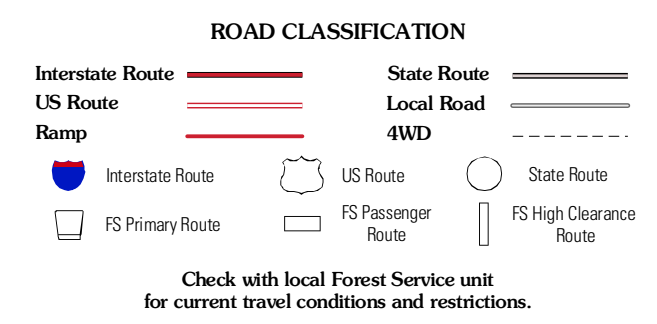 ROAD CLASSIFICATION
Interstate Route
State Route
US Route
Local Road
Ramp
4WD
Interstate Route
US Route
State Route
FS Primary Route
FS Passenger
Route
FS High Clearance
Route
Check with local Forest Service unit
for current travel conditions and restrictions.